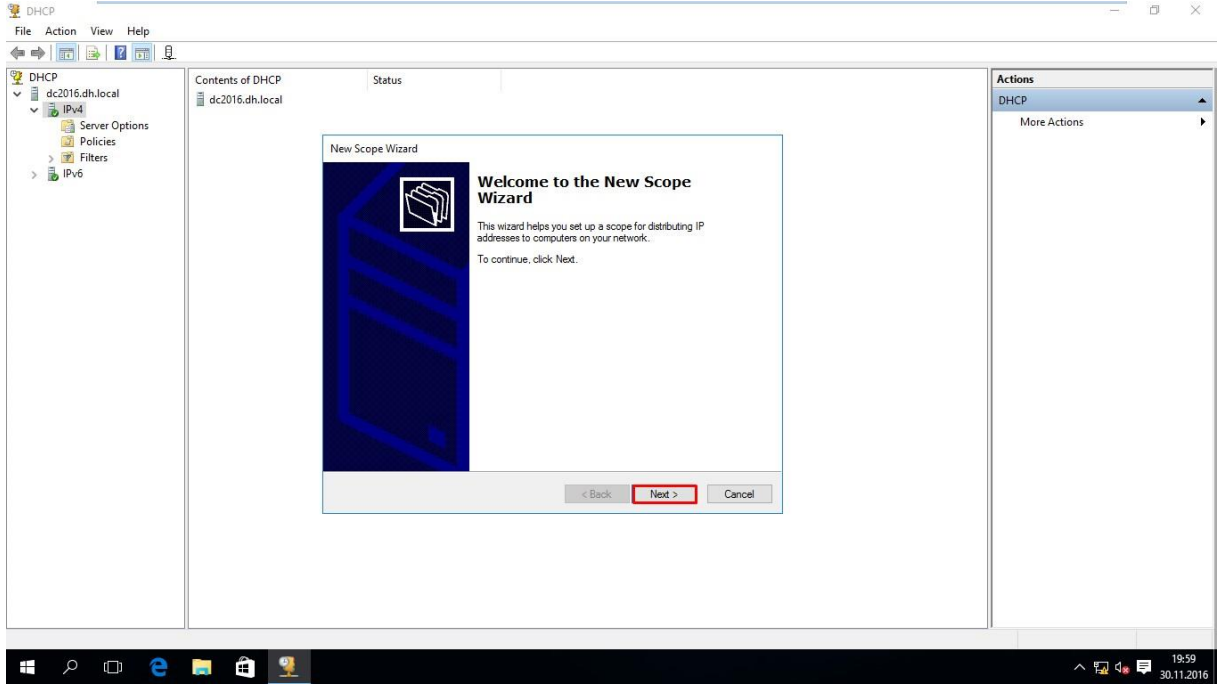 DHCP
File Action View Help
DHCP
dc2016.dh.local
IPv4
Server Options
Policies
Filters
IPv6
Contents of DHCP Status
dc2016.dh.local
New Scope Wizard
Welcome to the New Scope
Wizard
This wizard helps you set up a scope for distributing IP
addresses to computers on your network.
To continue, click Next.
< Back Next > Cancel
Actions
DHCP
More Actions
19:59
30.11.2016